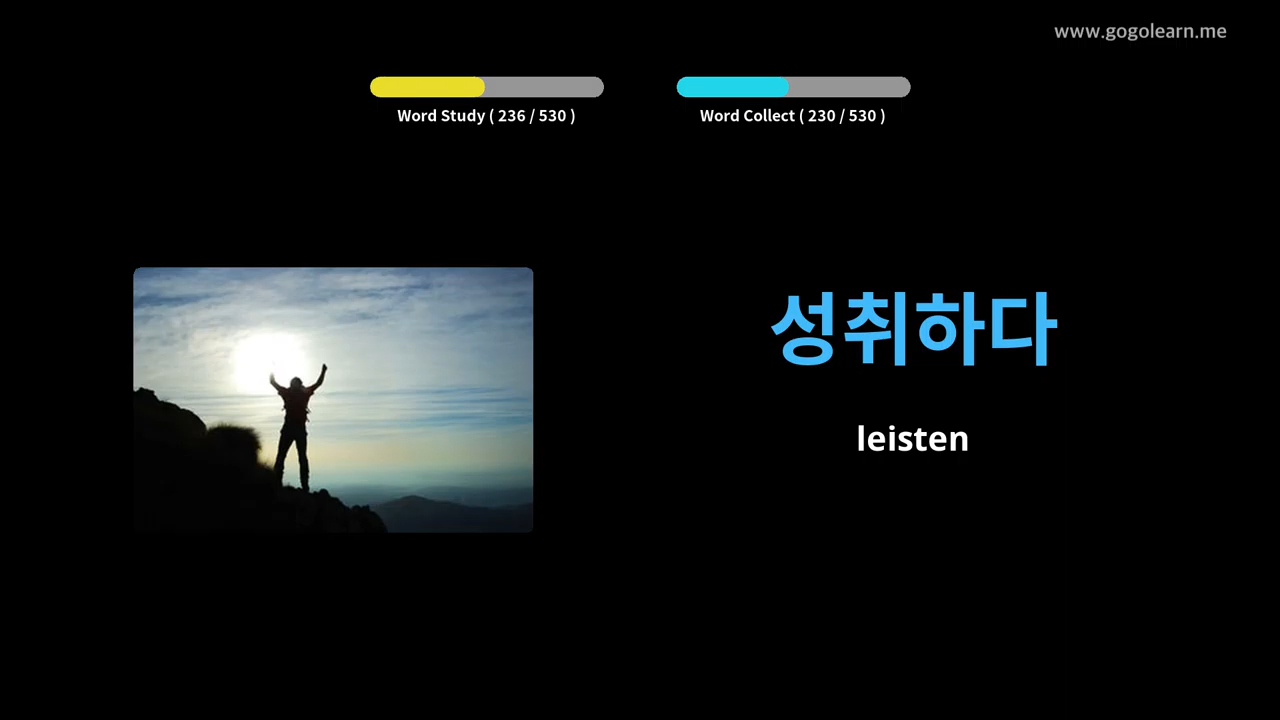 www.gogolearn.me
Word Study ( 236 / 530 )
Word Collect ( 230 / 530 )
성취하다
leisten